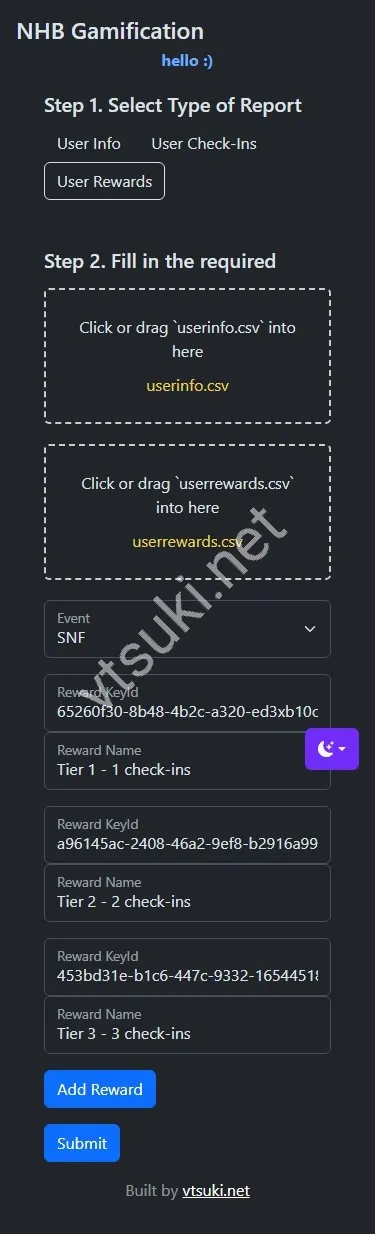 NHB Gamification
hello :)
Step 1. Select Type of Report
User Info User Check-Ins
User Rewards
Step 2. Fill in the required
Click or drag `userinfo.csv` into
here
userinfo.csv
Click or drag `userrewards.csv`
into here
userrewards.csv
vtsuki.net
Event
SNF
Reward KeyId
65260f30-8b48-4b2c-a320-ed3xb10c
Reward Name
Tier 1 - 1 check-ins
Reward KeyId
a96145ac-2408-46a2-9ef8-b2916a99
Reward Name
Tier 2 - 2 check-ins
Reward KeyId
453bd31e-b1c6-447c-9332-16544518
Reward Name
Tier 3 - 3 check-ins
Add Reward
Submit
Built by vtsuki.net